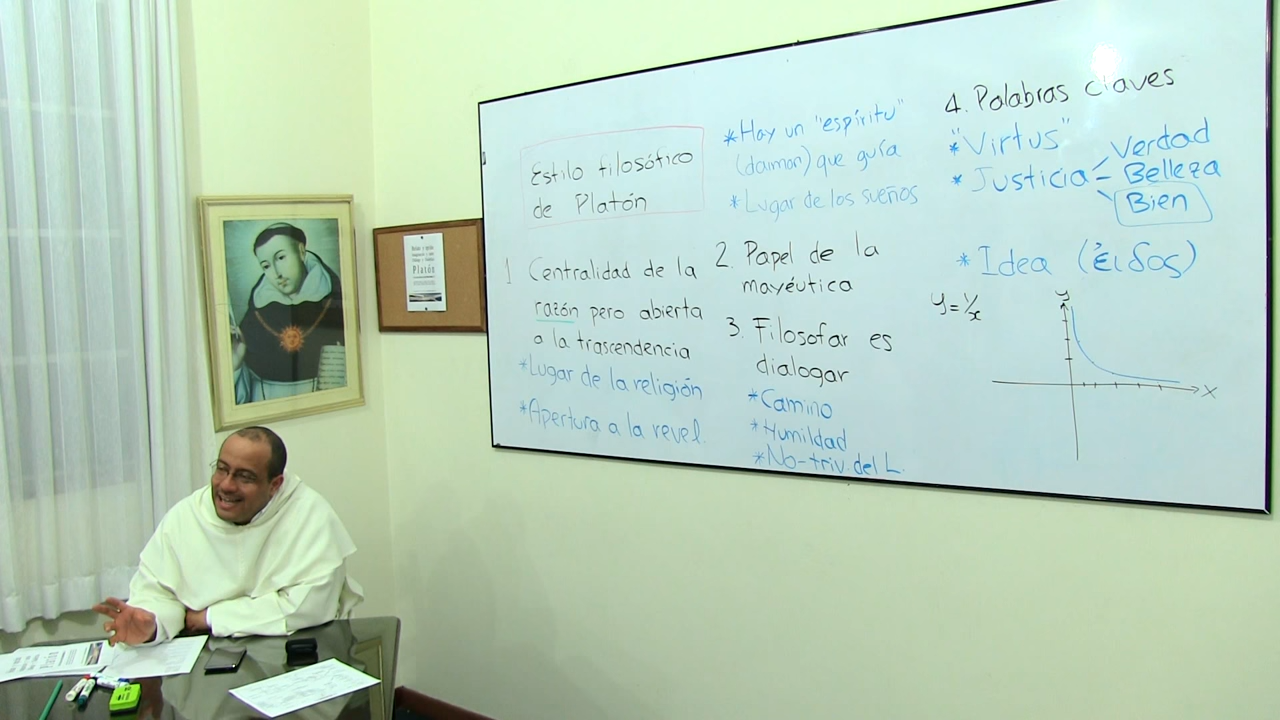 Estilo filosófico
de Platón
1 Centralidad de la
razón pero abierta
a la trascendencia
*Lugar de la religión
*Apertura a la revel.
*Hay un "espíritu"
(daimon) que guía
*Lugar de los sueños
2. Papel de la
mayéutica
3. Filosofar es
dialogar
*Camino
*Humildad
*No-triv. del L.
4. Palabras claves
*"Virtus"
*Justicia
Verdad
Belleza
Bien
*Idea (έιδος)
y=1/x
y
x
Platón